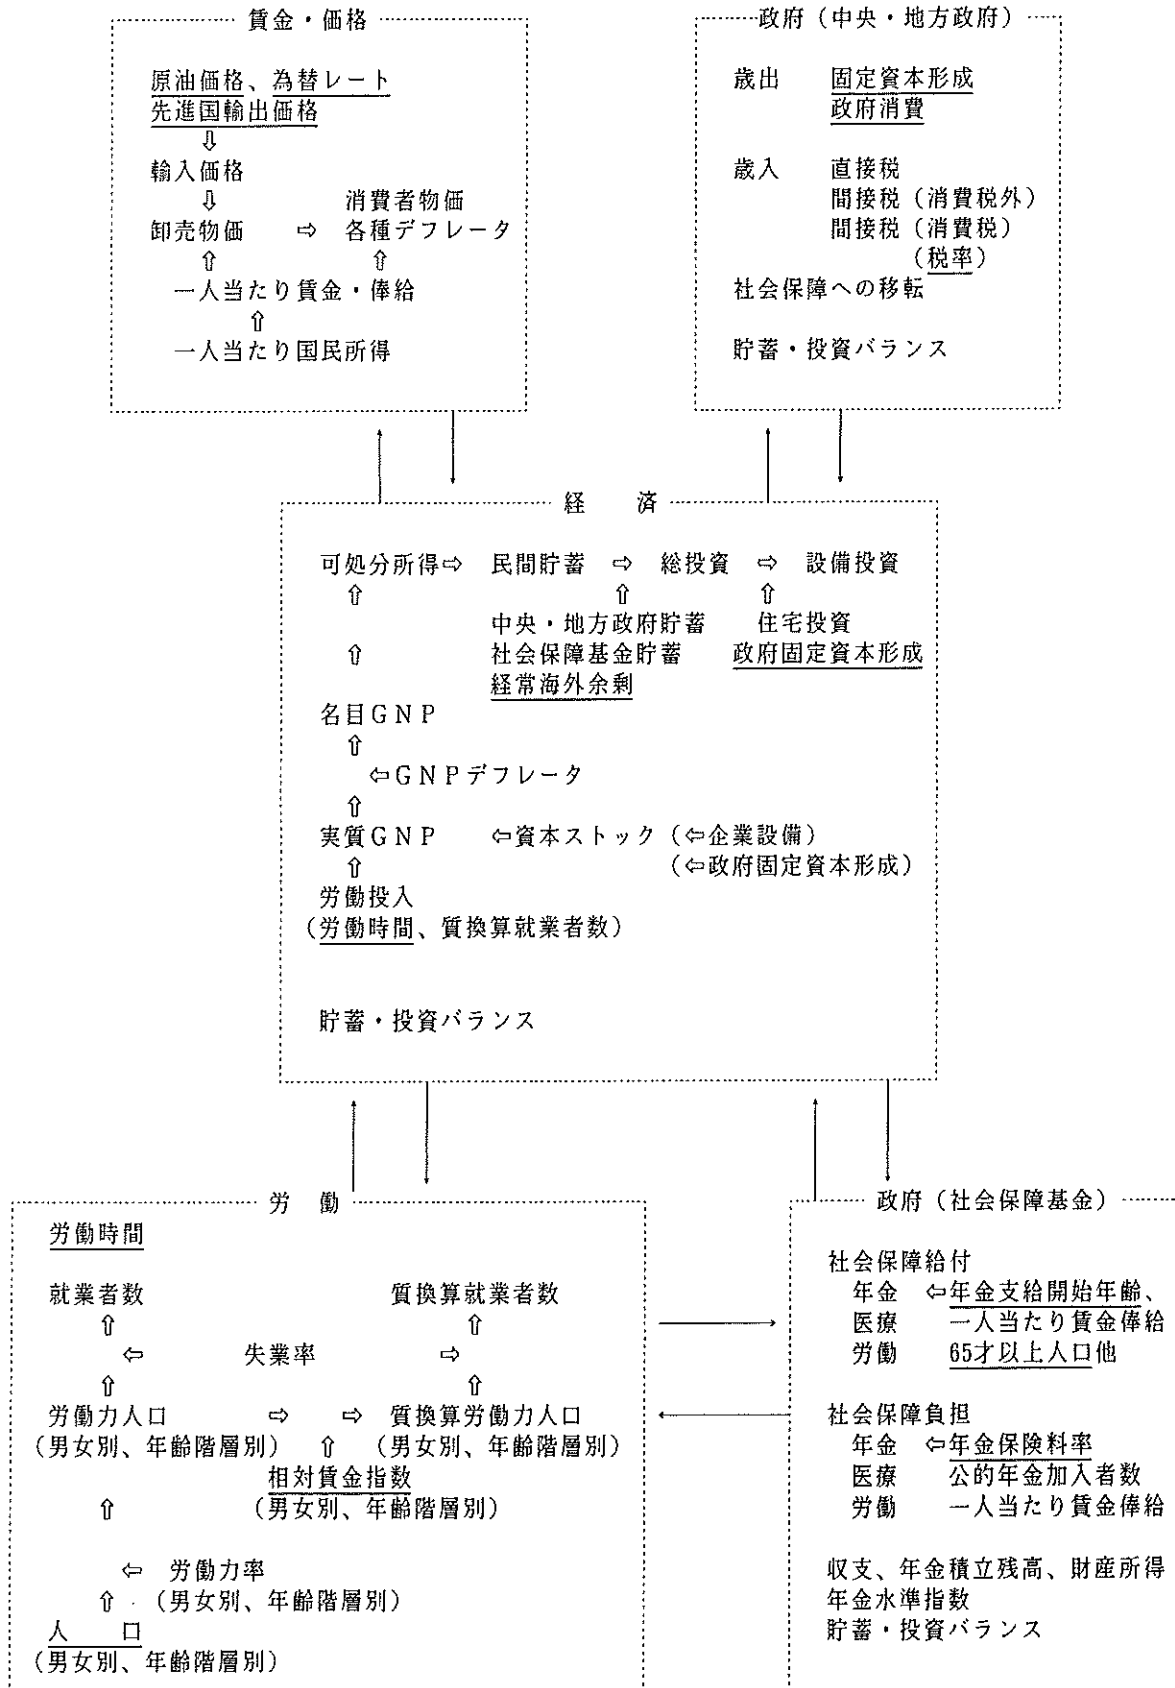 賃金・価格
原油価格、為替レート
先進国輸出価格
⇩
輸入価格
⇩ 消費者物価
卸売物価 ⇨ 各種デフレータ
⇧ ⇧
一人当たり賃金・俸給
⇧
一人当たり国民所得
政府（中央・地方政府）
歳出 固定資本形成
政府消費
歳入 直接税
間接税（消費税外）
間接税（消費税）
（税率）
社会保障への移転
貯蓄・投資バランス
経 済
可処分所得⇨ 民間貯蓄 ⇨ 総投資 ⇨ 設備投資
⇧ ⇧ ⇧
中央・地方政府貯蓄 住宅投資
⇧ 社会保障基金貯蓄 政府固定資本形成
経常海外余剰
名目GNP
⇧
⇦GNPデフレータ
⇧
実質GNP ⇦資本ストック（⇦企業設備）
⇧ （⇦政府固定資本形成）
労働投入
（労働時間、質換算就業者数）
貯蓄・投資バランス
労 働
労働時間
就業者数 質換算就業者数
⇧ ⇧
⇦ 失業率 ⇨
⇧ ⇧
労働力人口 ⇨ ⇨ 質換算労働力人口
（男女別、年齢階層別） ⇧ （男女別、年齢階層別）
相対賃金指数
⇧ （男女別、年齢階層別）
⇦ 労働力率
⇧ （男女別、年齢階層別）
人 口
（男女別、年齢階層別）
政府（社会保障基金）
社会保障給付
年金 ⇦年金支給開始年齢、
医療 一人当たり賃金俸給
労働 65才以上人口他
社会保障負担
年金 ⇦年金保険料率
医療 公的年金加入者数
労働 一人当たり賃金俸給
収支、年金積立残高、財産所得
年金水準指数
貯蓄・投資バランス